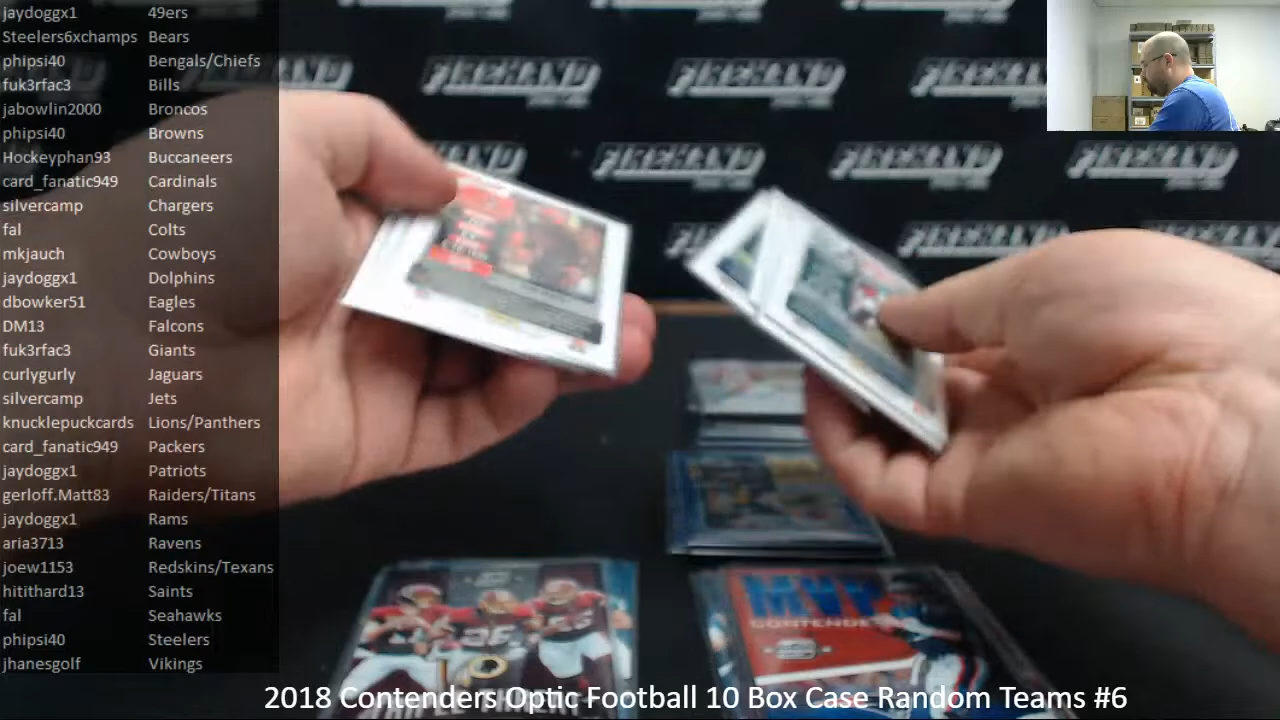 jaydoggx1 49ers
Steelers6xchamps Bears
phipsi40 Bengals/Chiefs
fuk3rfac3 Bills
jabowlin2000 Broncos
phipsi40 Browns
Hockeyphan93 Buccaneers
card_fanatic949 Cardinals
silvercamp Chargers
fal Colts
mkjauch Cowboys
jaydoggx1 Dolphins
dbowker51 Eagles
DM13 Falcons
fuk3rfac3 Giants
curlygurly Jaguars
silvercamp Jets
knucklepuckcards Lions/Panthers
card_fanatic949 Packers
jaydoggx1 Patriots
gerloff.Matt83 Raiders/Titans
jaydoggx1 Rams
aria3713 Ravens
joew1153 Redskins/Texans
hitithard13 Saints
fal Seahawks
phipsi40 Steelers
jhanesgolf Vikings
FIREHAND
MVP
CONTENDERS
2018 Contenders Optic Football 10 Box Case Random Teams #6